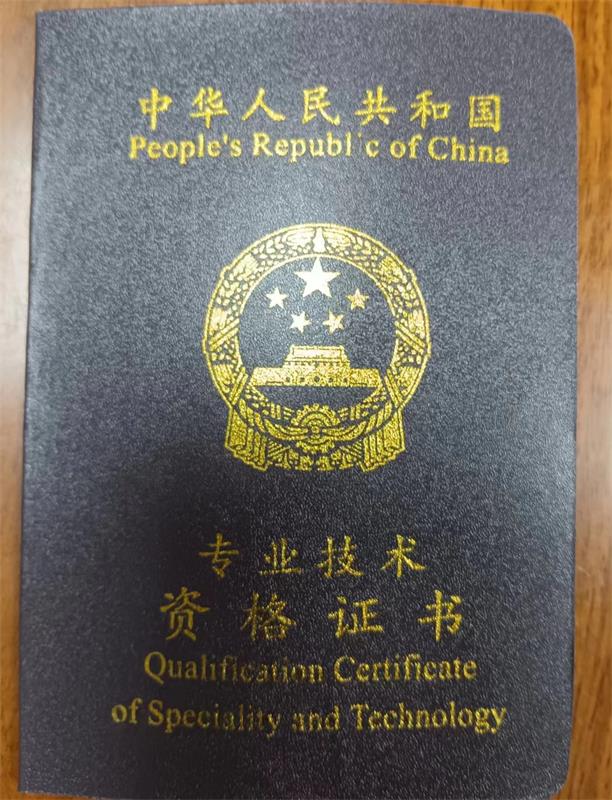 中华人民共和国
People's Republic of China
专业技术
资格证书
Qualification Certificate
of Speciality and Technology